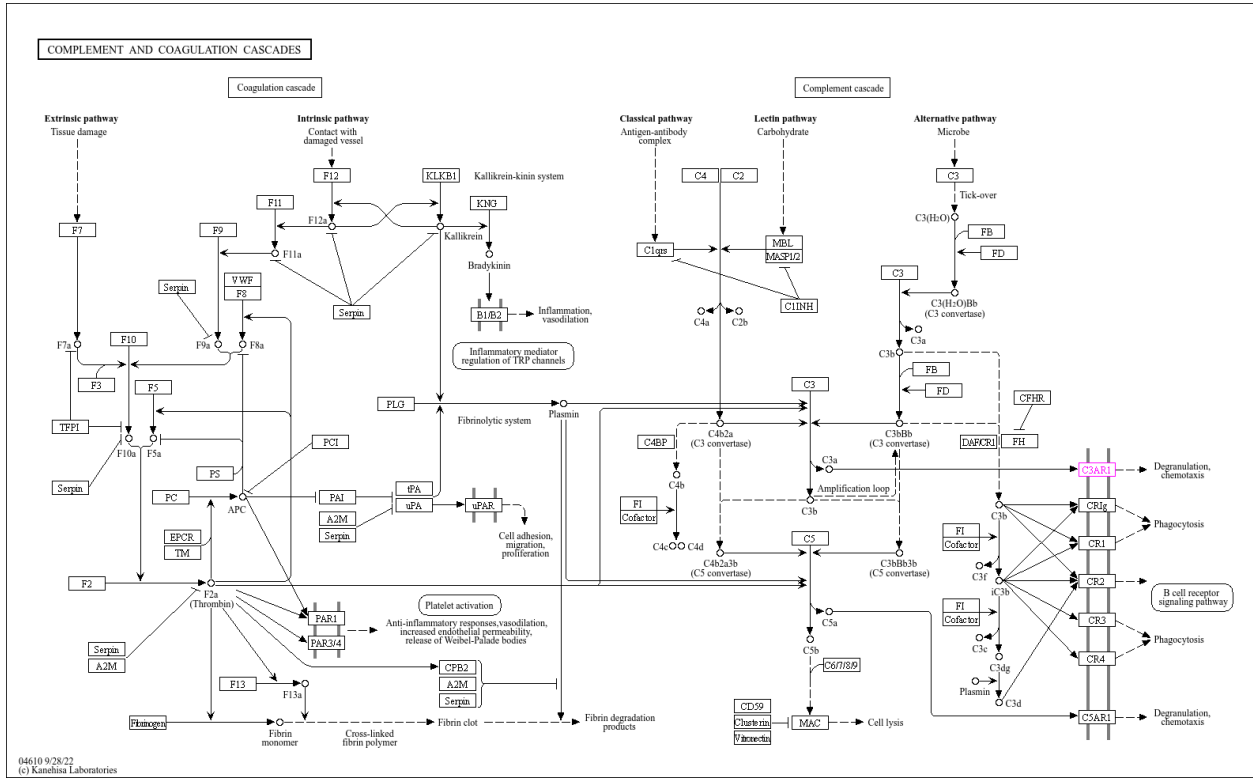 COMPLEMENT AND COAGULATION CASCADES
Coagulation cascade
Complement cascade
Extrinsic pathway
Tissue damage
Intrinsic pathway
Contact with
damaged vessel
Classical pathway
Antigen-antibody
complex
Lectin pathway
Carbohydrate
Alternative pathway
Microbe
F12
KLKB1
Kallikrein-kinin system
C4
C2
C3
Tick-over
F11
KNG
F12a
Kallikrein
C3(H2O)
F7
F9
FB
C1qrs
MBL
MASP1/2
FD
F11a
Bradykinin
VWF
F8
Serpin
Serpin
C3
C1INH
C3(H2O)Bb
(C3 convertase)
B1/B2
Inflammation,
vasodilation
C4a
C2b
C3a
F7a
F10
F9a
F8a
Inflammatory mediator
regulation of TRP channels
C3b
F3
F5
FB
FD
C3
CFHR
PLG
Fibrinolytic system
Plasmin
TFPI
F10a
F5a
PCI
C4BP
C4b2a
(C3 convertase)
C3bBb
(C3 convertase)
DAF/CR1
FH
PS
C3a
C3AR1
Degranulation,
chemotaxis
Serpin
C4b
Amplification loop
PC
APC
PAI
tPA
uPA
uPAR
C3b
C3b
CRIg
Phagocytosis
FI
Cofactor
A2M
Serpin
Cell adhesion,
migration,
proliferation
EPCR
TM
C4c
C4d
C5
FI
Cofactor
CR1
C4b2a3b
(C5 convertase)
C3bBb3b
(C5 convertase)
C3f
iC3b
CR2
B cell receptor
signaling pathway
F2
F2a
(Thrombin)
Platelet activation
PAR1
PAR3/4
Anti-inflammatory responses,vasodilation,
increased endothelial permeability,
release of Weibel-Palade bodies
C5a
FI
Cofactor
CR3
Phagocytosis
C5b
C3c
Serpin
A2M
CR4
C6/7/8/9
C3dg
CPB2
A2M
Serpin
F13
F13a
Plasmin
C3d
CD59
Clusterin
Vitronectin
MAC
Cell lysis
C5AR1
Degranulation,
chemotaxis
Fibrinogen
Fibrin
monomer
Cross-linked
fibrin polymer
Fibrin clot
Fibrin degradation
products
04610 9/28/22
(c) Kanehisa Laboratories